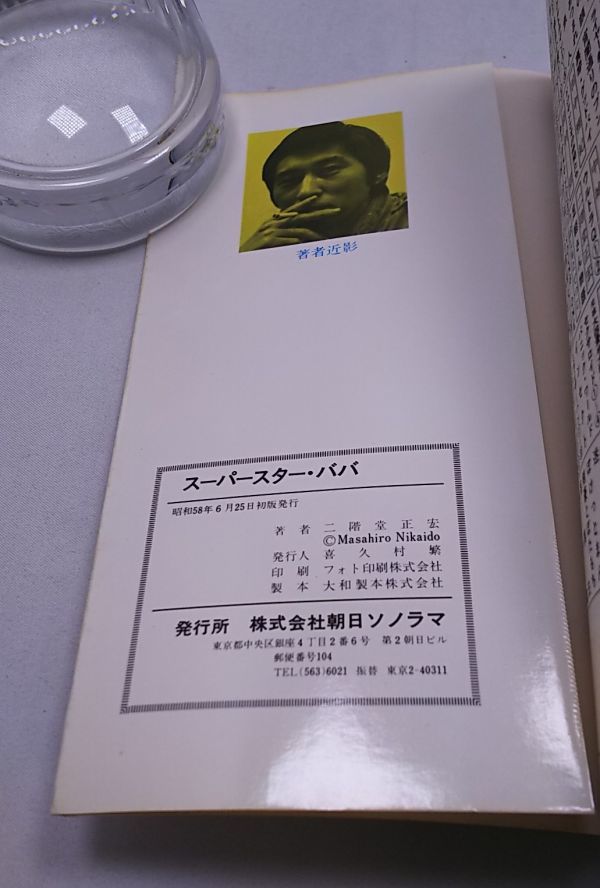 著者近影
スーパースター・ババ
昭和58年6月25日初版発行
著者 二階堂正宏
©Masahiro Nikaido
発行人 喜久村繁
印刷 フォト印刷株式会社
製本 大和製本株式会社
発行所 株式会社朝日ソノラマ
東京都中央区銀座4丁目2番6号 第2朝日ビル
郵便番号104
TEL(563)6021 振替 東京2-40311